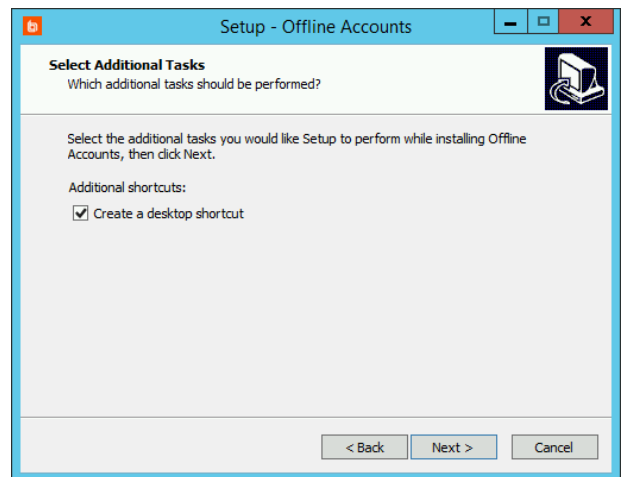 Setup - Offline Accounts
Select Additional Tasks
Which additional tasks should be performed?
Select the additional tasks you would like Setup to perform while installing Offline
Accounts, then click Next.
Additional shortcuts:
Create a desktop shortcut
< Back Next > Cancel